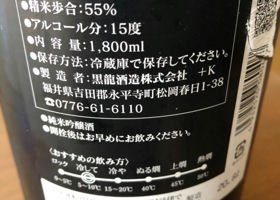 ●精米歩合：55％
●アルコール分：15度
●内容量：1,800ml
●保存方法：冷蔵庫で保存してください。
●製造者：黒龍酒造株式会社 +K
福井県吉田郡永平寺町松岡春日1-38
☎0776-61-6110
●純米吟醸酒
●開栓後はお早めにお飲みください。
〈おすすめの飲み方〉
ロック 冷して 冷や ぬる燗 上燗 熱燗
0～5℃ 5～10℃ 15～20℃ 40℃ 45℃ 50℃